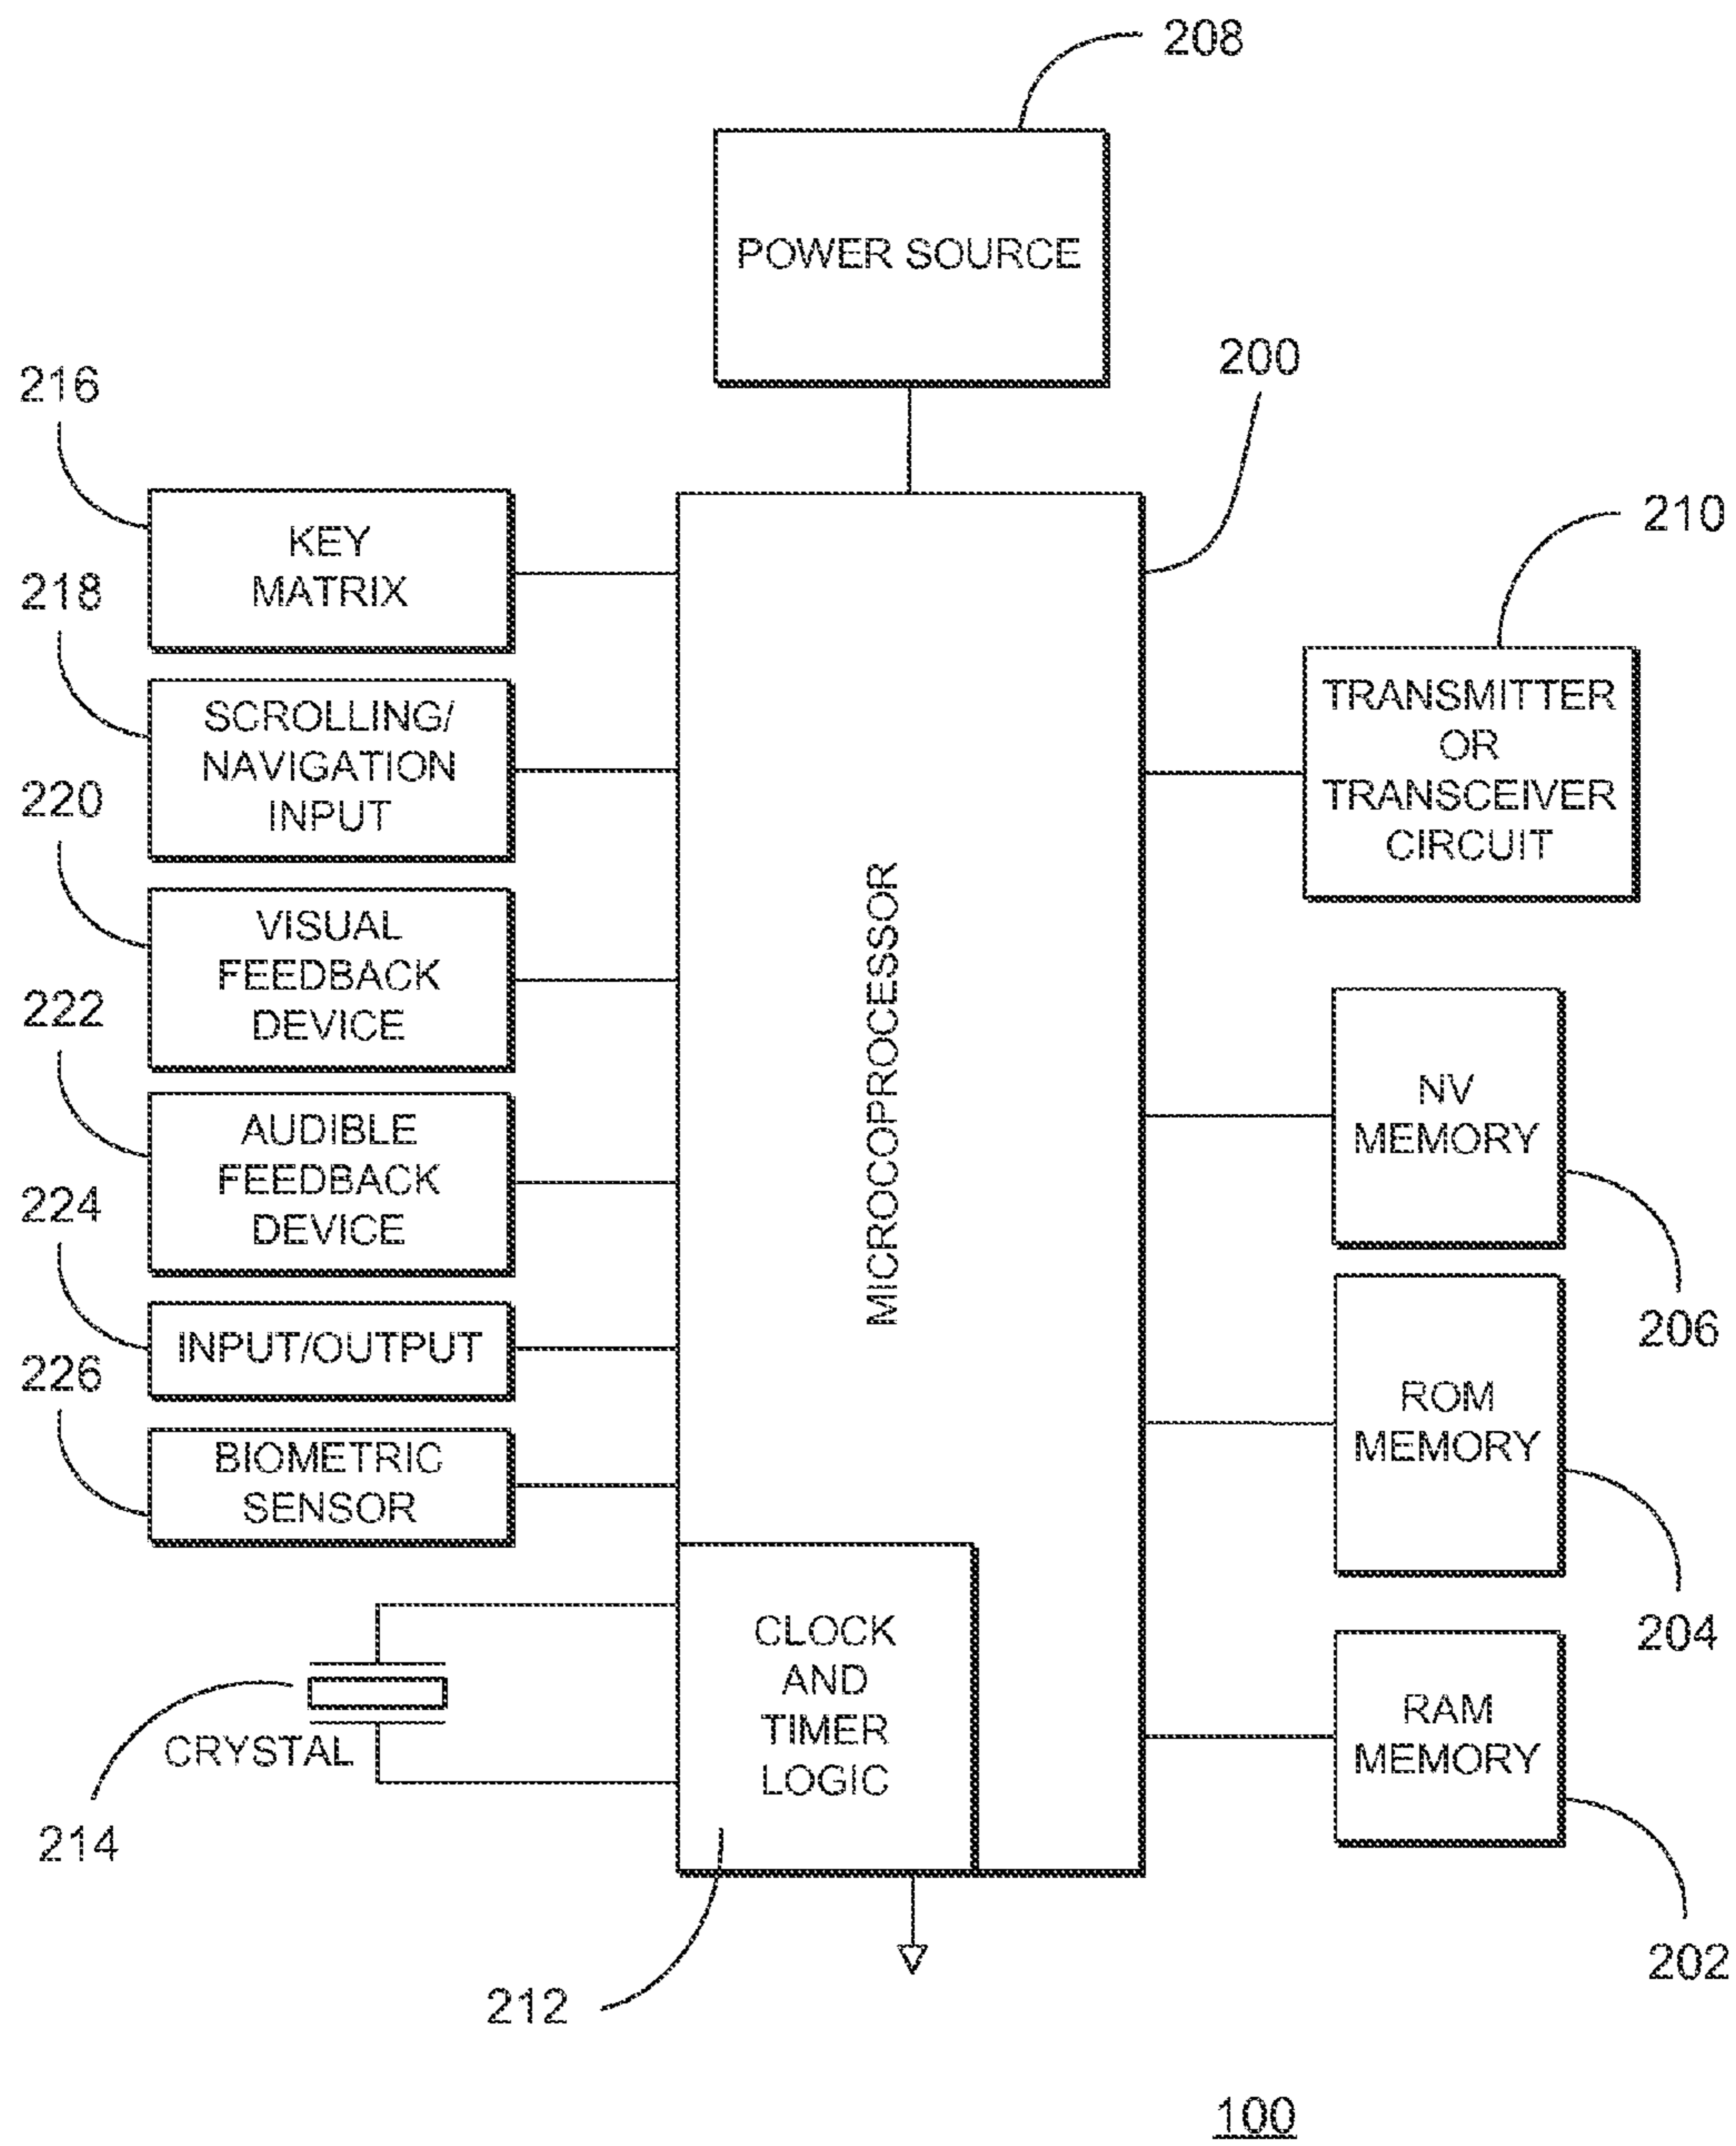 208
POWER SOURCE
200
216
KEY
MATRIX
210
218
SCROLLING/
NAVIGATION
INPUT
TRANSMITTER
OR
TRANSCEIVER
CIRCUIT
220
VISUAL
FEEDBACK
DEVICE
MICROCOPROCESSOR
222
AUDIBLE
FEEDBACK
DEVICE
NV
MEMORY
224
INPUT/OUTPUT
206
226
BIOMETRIC
SENSOR
ROM
MEMORY
204
CLOCK
AND
TIMER
LOGIC
CRYSTAL
214
RAM
MEMORY
202
212
100